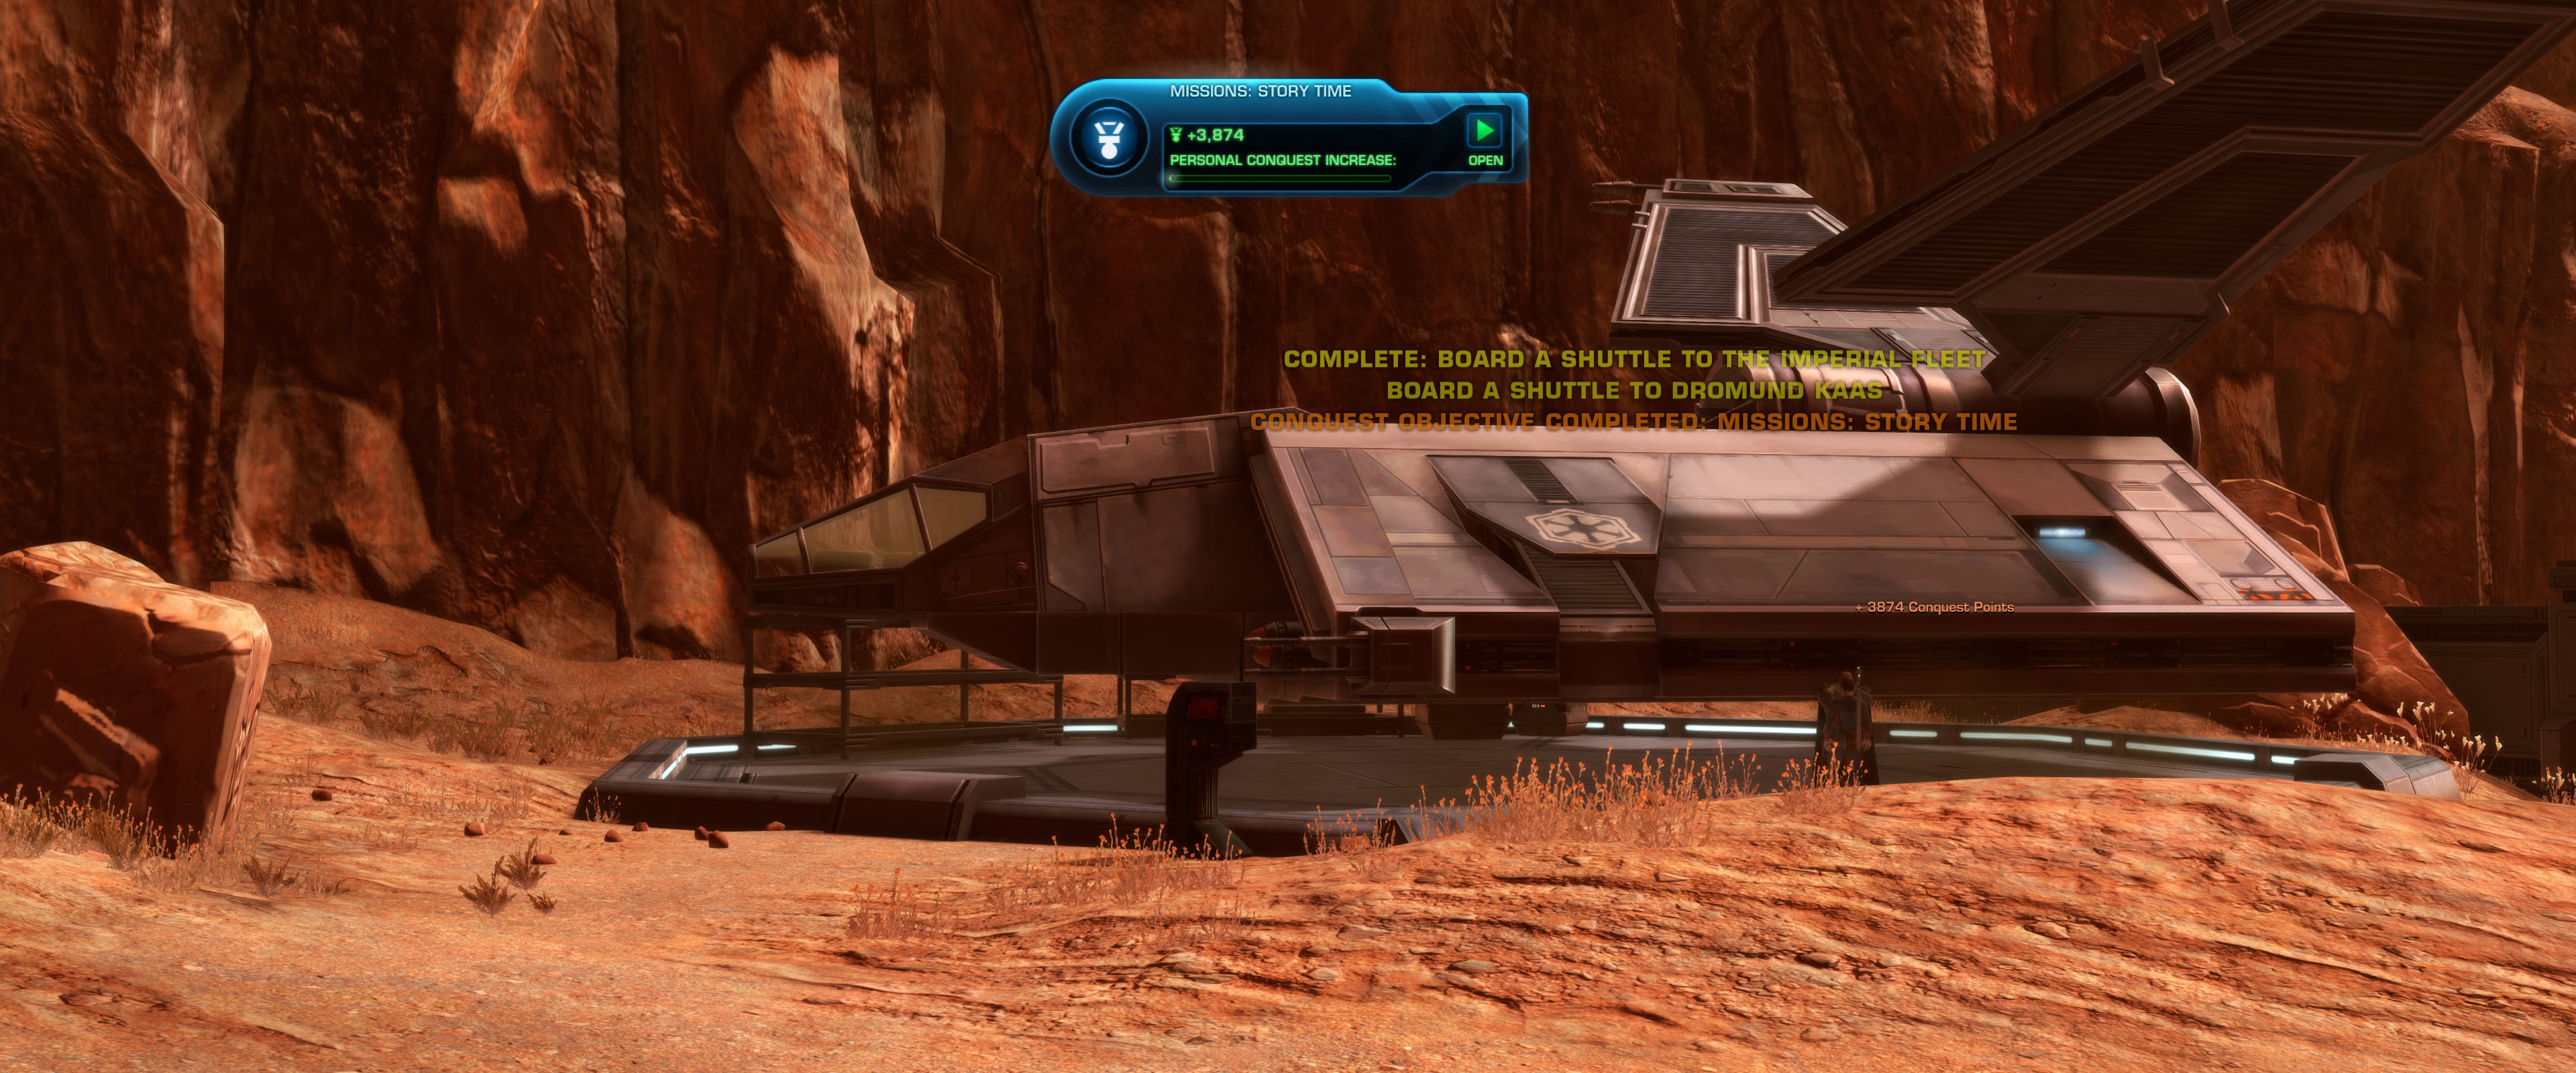 MISSIONS: STORY TIME
+3,874
PERSONAL CONQUEST INCREASE:
OPEN
COMPLETE: BOARD A SHUTTLE TO THE IMPERIAL FLEET
BOARD A SHUTTLE TO DROMUND KAAS
CONQUEST OBJECTIVE COMPLETED: MISSIONS: STORY TIME
+ 3874 Conquest Points